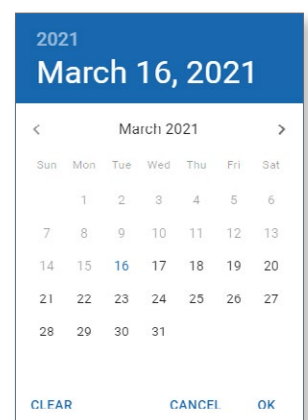 2021
March 16, 2021
< March 2021 >
Sun Mon Tue Wed Thu Fri Sat
1 2 3 4 5 6
7 8 9 10 11 12 13
14 15 16 17 18 19 20
21 22 23 24 25 26 27
28 29 30 31
CLEAR CANCEL OK